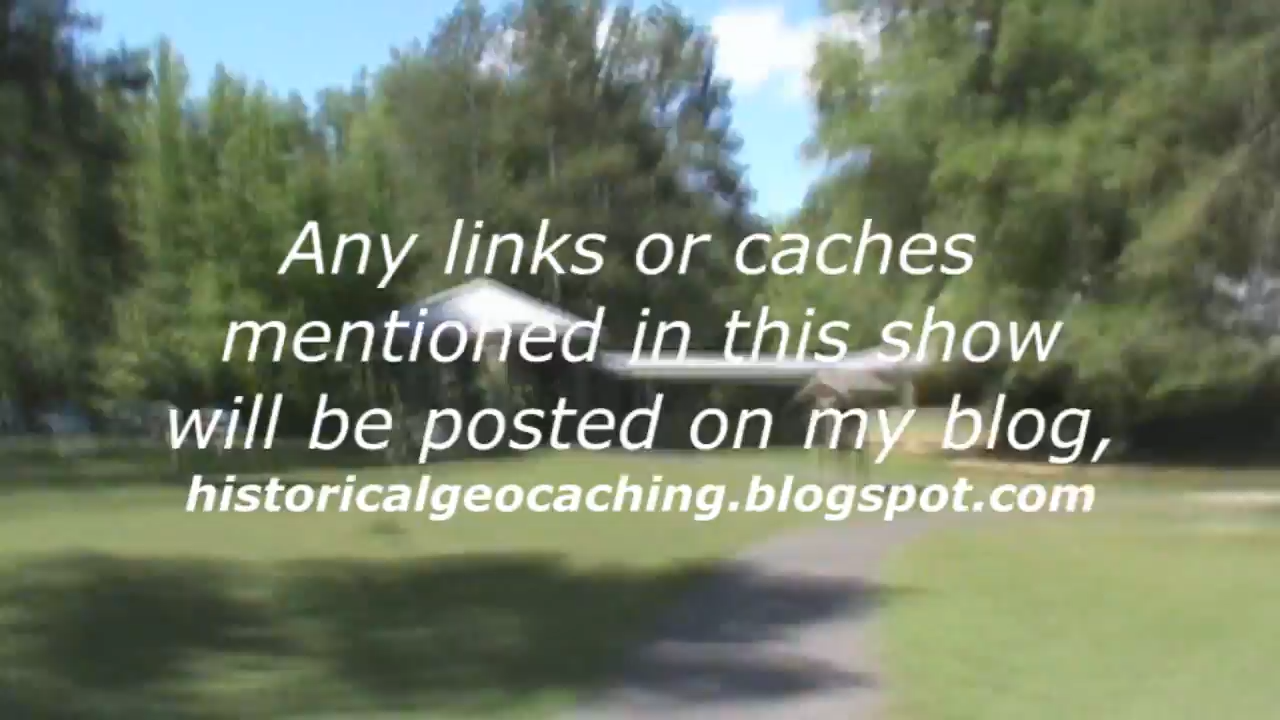 Any links or caches
mentioned in this show
will be posted on my blog,
historicalgeocaching.blogspot.com